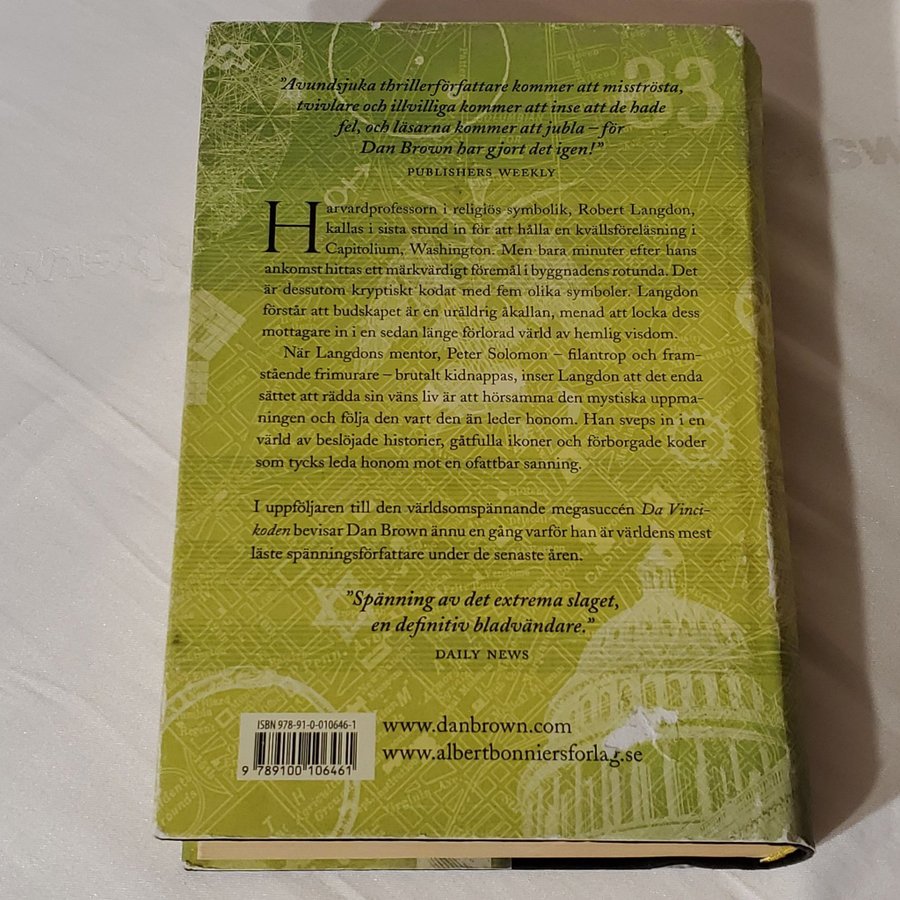 33
”Avundsjuka thrillerförfattare kommer att misströsta,
tvivlare och illvilliga kommer att inse att de hade
fel, och läsarna kommer att jubla – för
Dan Brown har gjort det igen!”
PUBLISHERS WEEKLY
Harvardprofessorn i religiös symbolik, Robert Langdon,
kallas i sista stund in för att hålla en kvällsföreläsning i
Capitolium, Washington. Men bara minuter efter hans
ankomst hittas ett märkvärdigt föremål i byggnadens rotunda. Det
är dessutom kryptiskt kodat med fem olika symboler. Langdon
förstår att budskapet är en uråldrig åkallan, menad att locka dess
mottagare in i en sedan länge förlorad värld av hemlig visdom.
När Langdons mentor, Peter Solomon – filantrop och fram-
stående frimurare – brutalt kidnappas, inser Langdon att det enda
sättet att rädda sin väns liv är att hörsamma den mystiska uppma-
ningen och följa den vart den än leder honom. Han sveps in i en
värld av beslöjade historier, gåtfulla ikoner och förborgade koder
som tycks leda honom mot en ofattbar sanning.
I uppföljaren till den världsomspännande megasuccén Da Vinci-
koden bevisar Dan Brown ännu en gång varför han är världens mest
läste spänningsförfattare under de senaste åren.
”Spänning av det extrema slaget,
en definitiv bladvändare.”
DAILY NEWS
ISBN 978-91-0-010646-1
9 789100 106461
www.danbrown.com
www.albertbonniersforlag.se